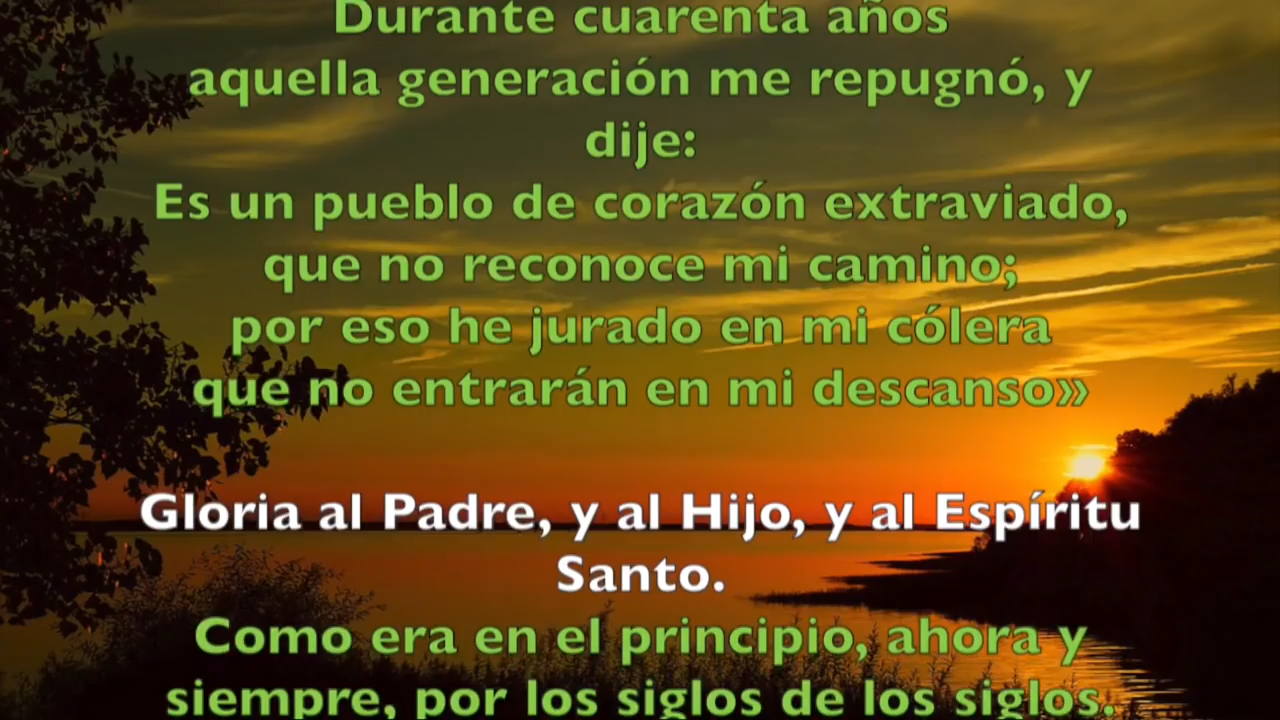 Durante cuarenta años
aquella generación me repugnó, y
dije:
Es un pueblo de corazón extraviado,
que no reconoce mi camino;
por eso he jurado en mi cólera
que no entrarán en mi descanso»
Gloria al Padre, y al Hijo, y al Espíritu
Santo.
Como era en el principio, ahora y
siempre, por los siglos de los siglos.